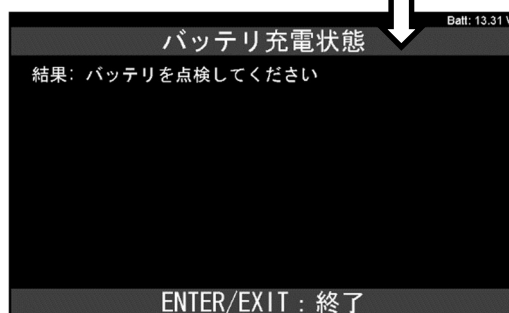 Batt: 13.31 V
バッテリ充電状態
結果: バッテリを点検してください
ENTER/EXIT : 終了